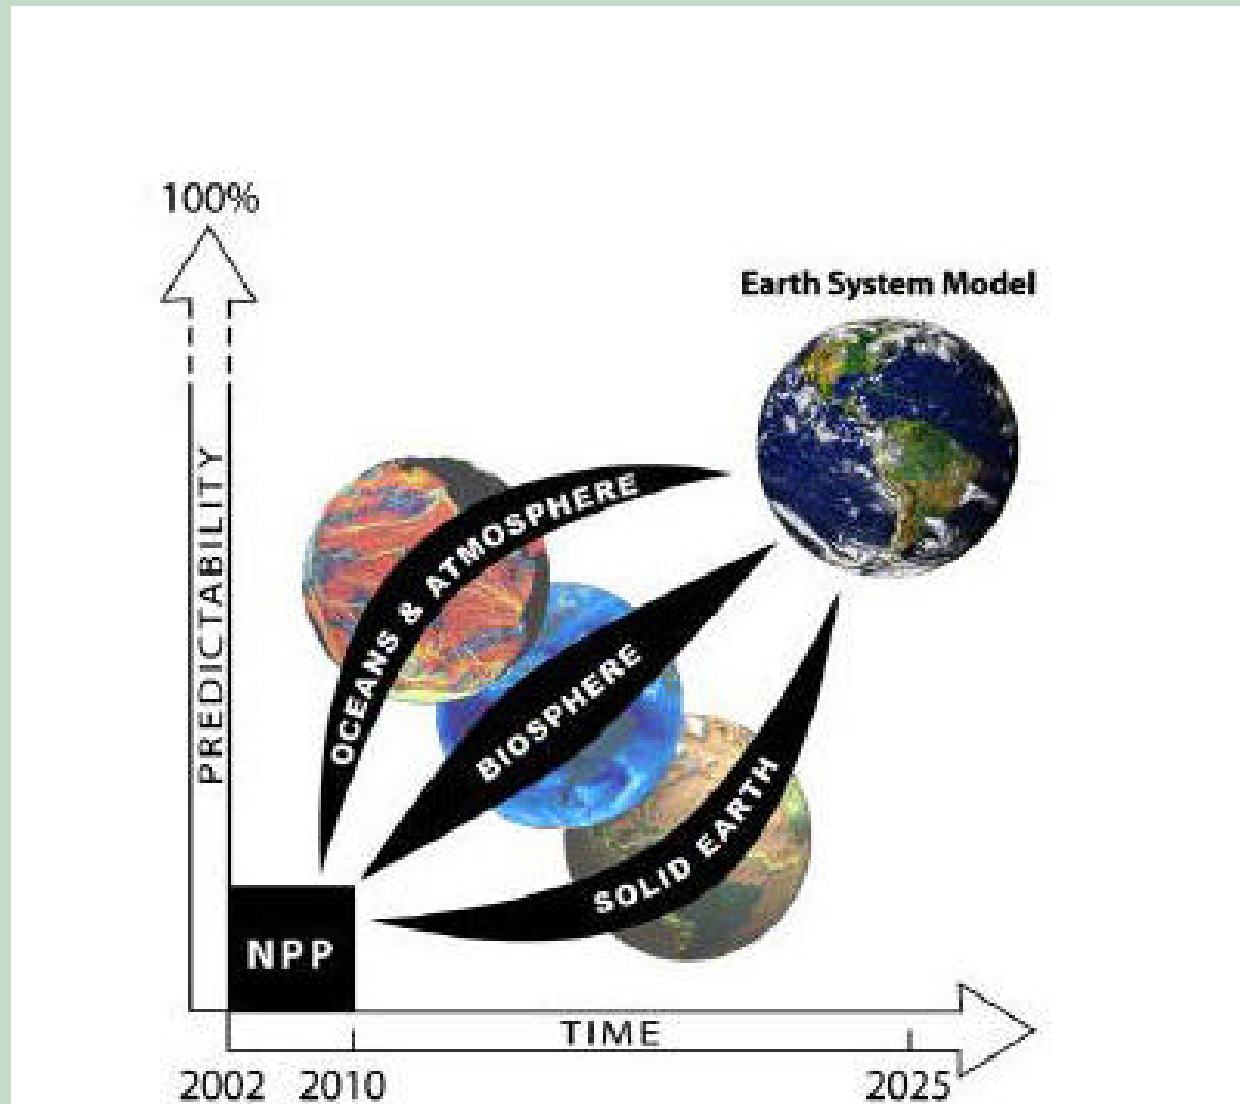 100%
Earth System Model
PREDICTABILITY
OCEANS & ATMOSPHERE
BIOSPHERE
SOLID EARTH
NPP
TIME
2002 2010 2025